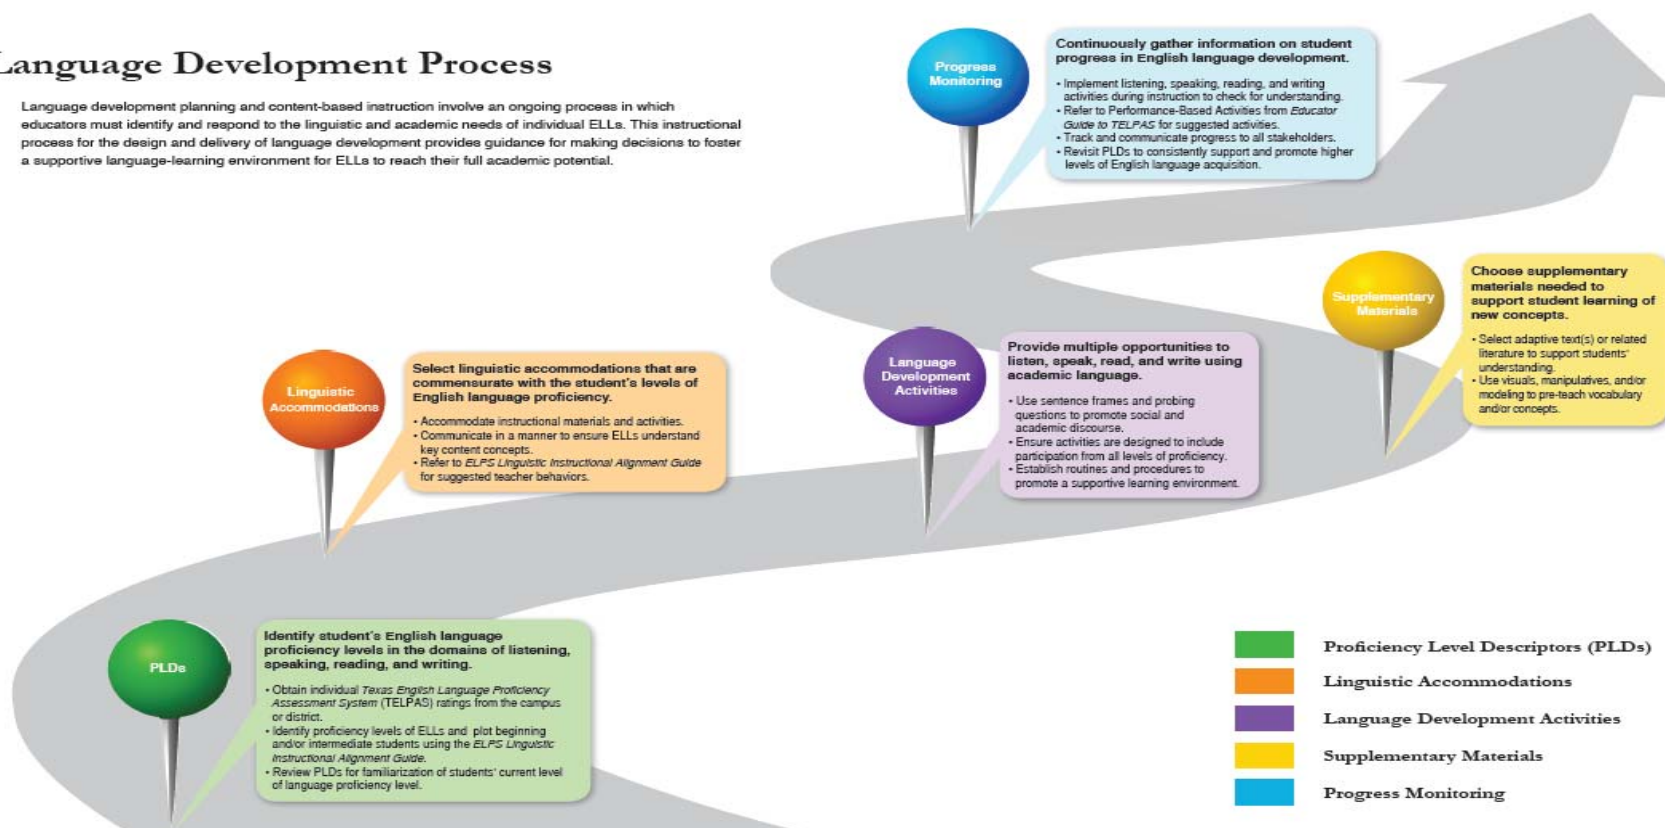 Language Development Process
Language development planning and content-based instruction involve an ongoing process in which
educators must identify and respond to the linguistic and academic needs of individual ELLs. This instructional
process for the design and delivery of language development provides guidance for making decisions to foster
a supportive language-learning environment for ELLs to reach their full academic potential.
Progress
Monitoring
Continuously gather information on student
progress in English language development.
• Implement listening, speaking, reading, and writing
activities during instruction to check for understanding.
• Refer to Performance-Based Activities from Educator
Guide to TELPAS for suggested activities.
• Track and communicate progress to all stakeholders.
• Revisit PLDs to consistently support and promote higher
levels of English language acquisition.
Supplementary
Materials
Choose supplementary
materials needed to
support student learning of
new concepts.
• Select adaptive text(s) or related
literature to support students'
understanding.
• Use visuals, manipulatives, and/or
modeling to pre-teach vocabulary
and/or concepts.
Language
Development
Activities
Provide multiple opportunities to
listen, speak, read, and write using
academic language.
• Use sentence frames and probing
questions to promote social and
academic discourse.
• Ensure activities are designed to include
participation from all levels of proficiency.
• Establish routines and procedures to
promote a supportive learning environment.
Linguistic
Accommodations
Select linguistic accommodations that are
commensurate with the student's levels of
English language proficiency.
• Accommodate instructional materials and activities.
• Communicate in a manner to ensure ELLs understand
key content concepts.
• Refer to ELPS Linguistic Instructional Alignment Guide
for suggested teacher behaviors.
PLDs
Identify student's English language
proficiency levels in the domains of listening,
speaking, reading, and writing.
• Obtain individual Texas English Language Proficiency
Assessment System (TELPAS) ratings from the campus
or district.
• Identify proficiency levels of ELLs and plot beginning
and/or intermediate students using the ELPS Linguistic
Instructional Alignment Guide.
• Review PLDs for familiarization of students' current level
of language proficiency level.
Proficiency Level Descriptors (PLDs)
Linguistic Accommodations
Language Development Activities
Supplementary Materials
Progress Monitoring